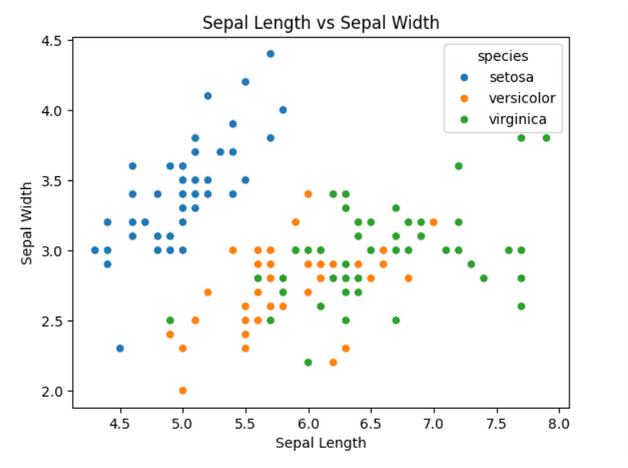 Sepal Length vs Sepal Width
species
setosa
versicolor
virginica
4.5
4.0
3.5
3.0
2.5
2.0
Sepal Width
4.5 5.0 5.5 6.0 6.5 7.0 7.5 8.0
Sepal Length